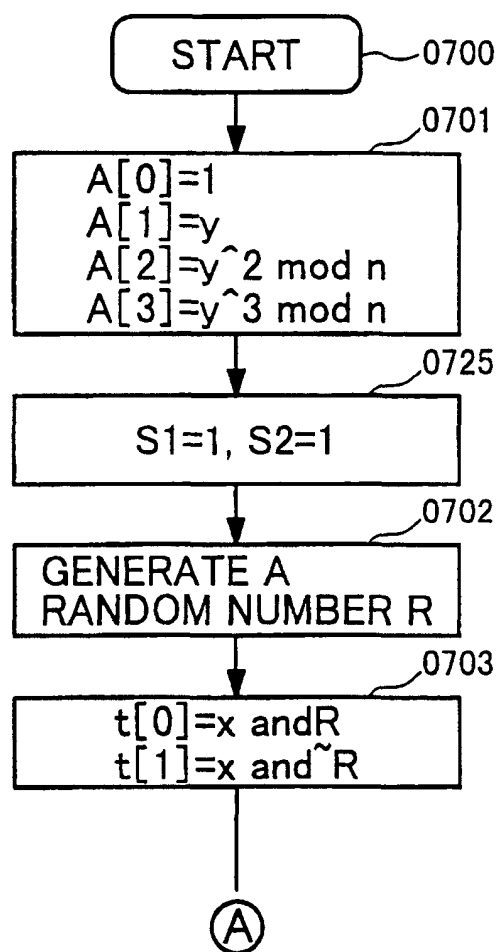 START
0700
0701
A[0]=1
A[1]=y
A[2]=y^2 mod n
A[3]=y^3 mod n
0725
S1=1, S2=1
0702
GENERATE A
RANDOM NUMBER R
0703
t[0]=x andR
t[1]=x and~R
A